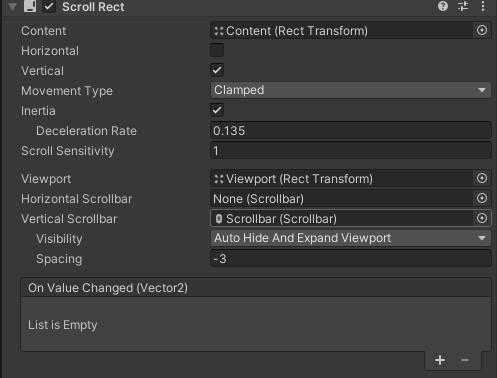 Scroll Rect
Content Content (Rect Transform)
Horizontal
Vertical
Movement Type Clamped
Inertia
Deceleration Rate 0.135
Scroll Sensitivity 1
Viewport Viewport (Rect Transform)
Horizontal Scrollbar None (Scrollbar)
Vertical Scrollbar Scrollbar (Scrollbar)
Visibility Auto Hide And Expand Viewport
Spacing -3
On Value Changed (Vector2)
List is Empty
+ −